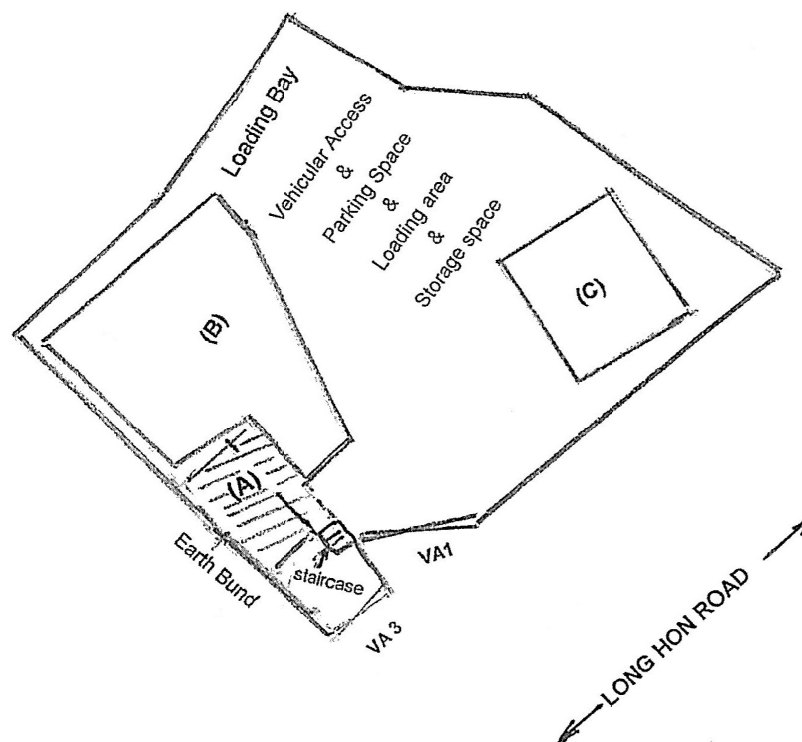 Loading Bay
Vehicular Access
&
Parking Space
&
Loading area
&
Storage space
(C)
(B)
(A)
Earth Bund
staircase
VA1
VA 3
LONG HON ROAD